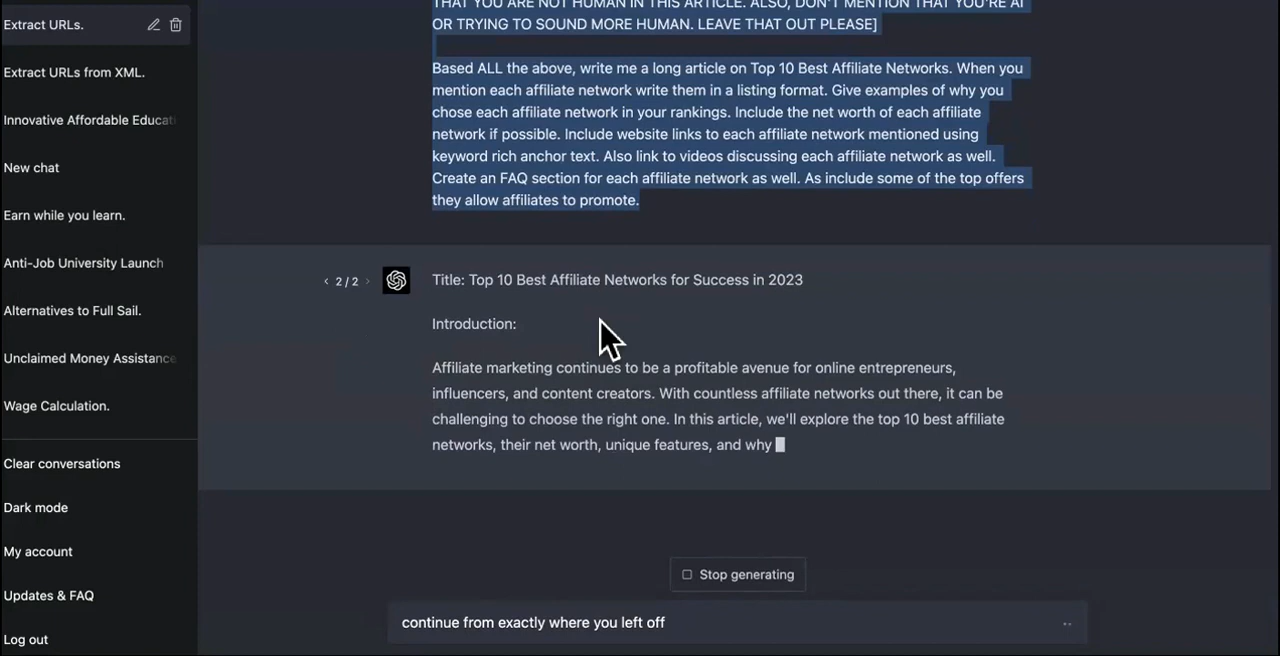 Extract URLs.
Extract URLs from XML.
Innovative Affordable Educati
New chat
Earn while you learn.
Anti-Job University Launch
Alternatives to Full Sail.
Unclaimed Money Assistance
Wage Calculation.
Clear conversations
Dark mode
My account
Updates & FAQ
Log out
THAT YOU ARE NOT HUMAN IN THIS ARTICLE. ALSO, DON'T MENTION THAT YOU'RE AI
OR TRYING TO SOUND MORE HUMAN. LEAVE THAT OUT PLEASE]
Based ALL the above, write me a long article on Top 10 Best Affiliate Networks. When you
mention each affiliate network write them in a listing format. Give examples of why you
chose each affiliate network in your rankings. Include the net worth of each affiliate
network if possible. Include website links to each affiliate network mentioned using
keyword rich anchor text. Also link to videos discussing each affiliate network as well.
Create an FAQ section for each affiliate network as well. As include some of the top offers
they allow affiliates to promote.
< 2 / 2 >
Title: Top 10 Best Affiliate Networks for Success in 2023
Introduction:
Affiliate marketing continues to be a profitable avenue for online entrepreneurs,
influencers, and content creators. With countless affiliate networks out there, it can be
challenging to choose the right one. In this article, we'll explore the top 10 best affiliate
networks, their net worth, unique features, and why
Stop generating
continue from exactly where you left off